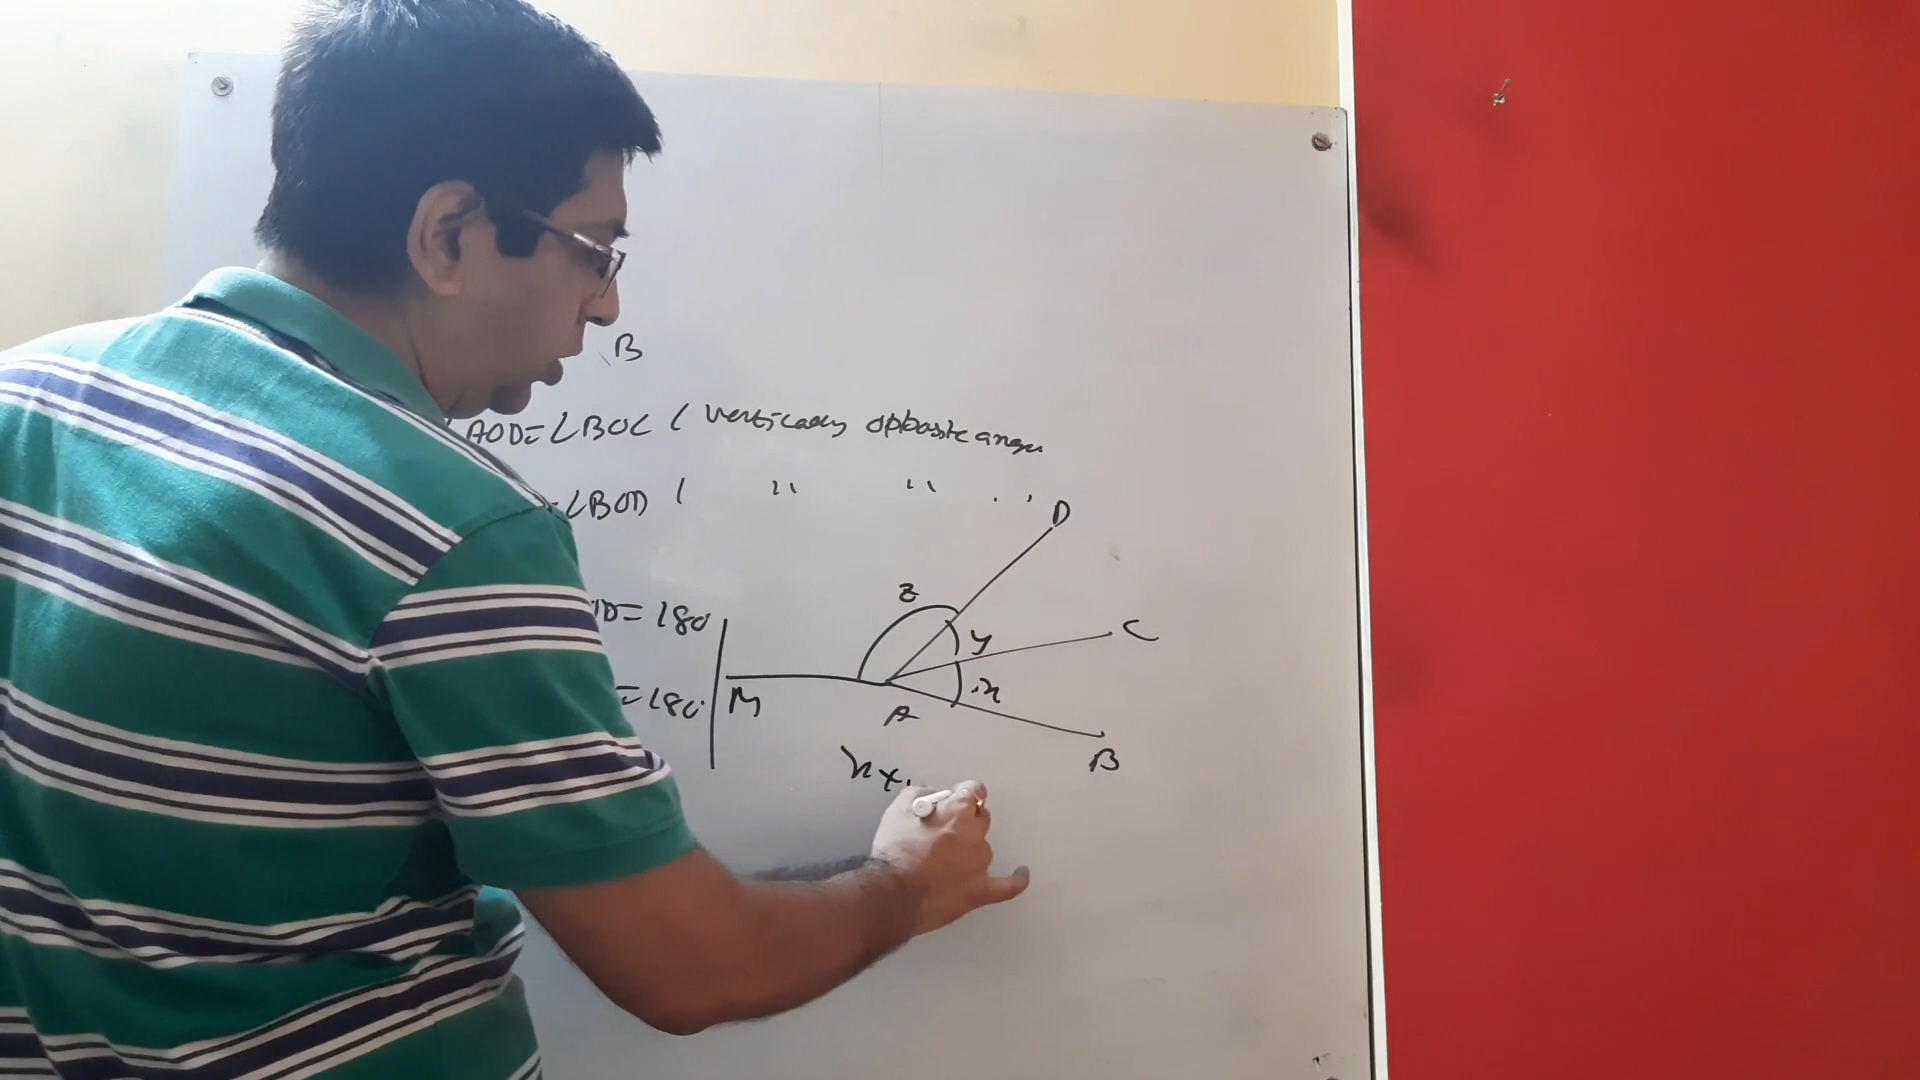 B
AOD=∠BOC ( vertically opposite angle
=∠BOD ( " " "
D
z
D=180
y
C
=180
M
x
A
B
x+